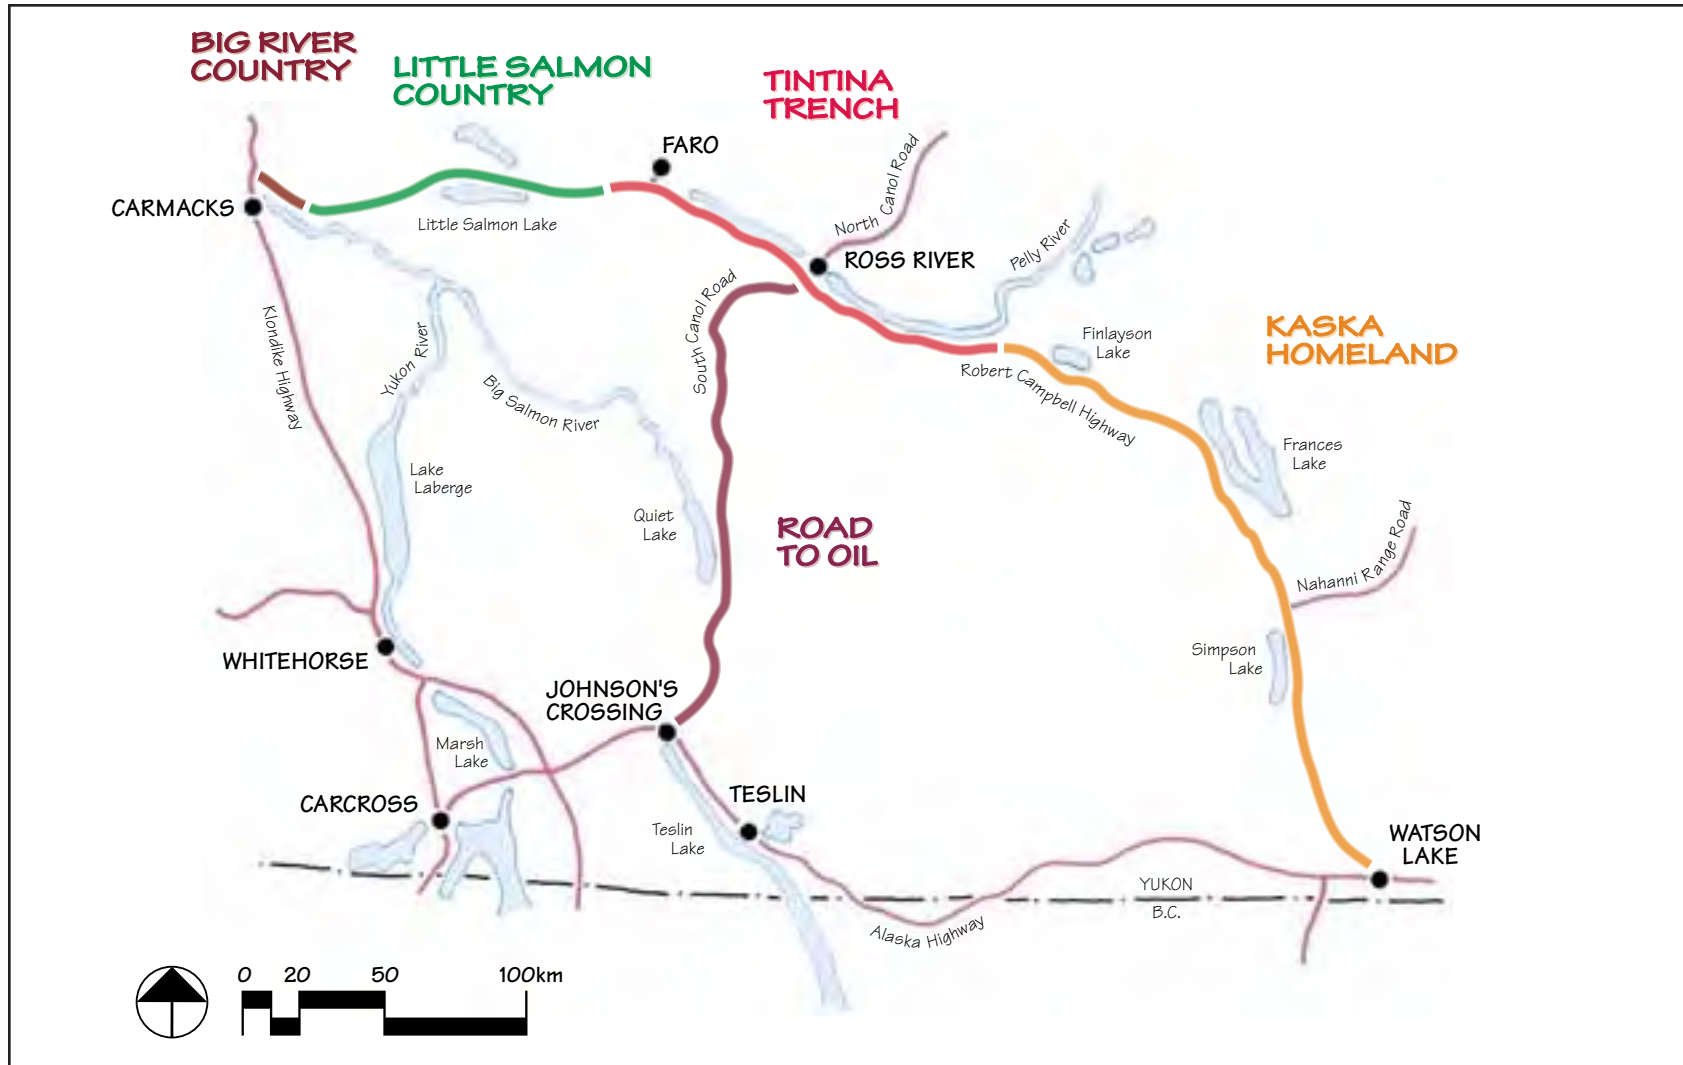 BIG RIVER
COUNTRY
LITTLE SALMON
COUNTRY
TINTINA
TRENCH
FARO
CARMACKS
Little Salmon Lake
North Canol Road
ROSS RIVER
Pelly River
South Canol Road
Klondike Highway
Yukon River
Big Salmon River
Finlayson
Lake
KASKA
HOMELAND
Robert Campbell Highway
Lake
Laberge
Frances
Lake
Quiet
Lake
ROAD
TO OIL
Nahanni Range Road
WHITEHORSE
Simpson
Lake
JOHNSON'S
CROSSING
Marsh
Lake
CARCROSS
TESLIN
Teslin
Lake
WATSON
LAKE
YUKON
B.C.
Alaska Highway
0 20 50 100km